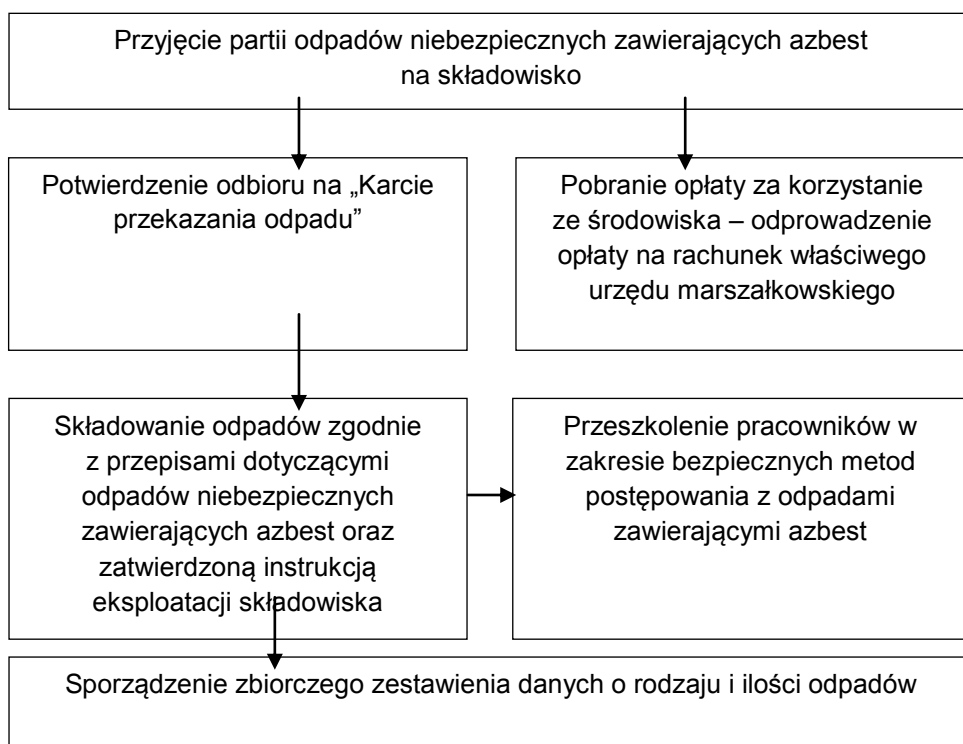 Przyjęcie partii odpadów niebezpiecznych zawierających azbest
na składowisko
Potwierdzenie odbioru na „Karcie
przekazania odpadu”
Pobranie opłaty za korzystanie
ze środowiska – odprowadzenie
opłaty na rachunek właściwego
urzędu marszałkowskiego
Składowanie odpadów zgodnie
z przepisami dotyczącymi
odpadów niebezpiecznych
zawierających azbest oraz
zatwierdzoną instrukcją
eksploatacji składowiska
Przeszkolenie pracowników w
zakresie bezpiecznych metod
postępowania z odpadami
zawierającymi azbest
Sporządzenie zbiorczego zestawienia danych o rodzaju i ilości odpadów